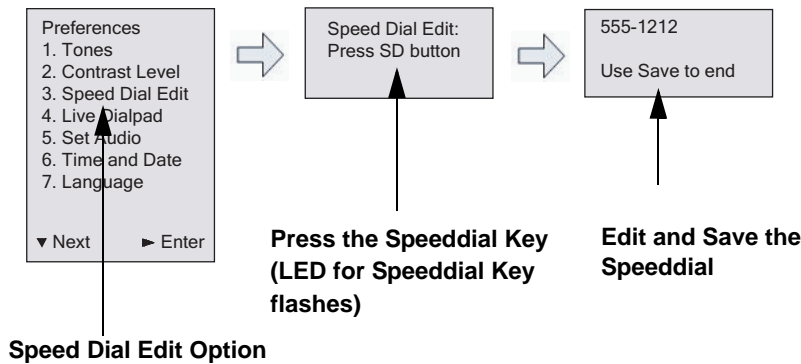 Preferences
1. Tones
2. Contrast Level
3. Speed Dial Edit
4. Live Dialpad
5. Set Audio
6. Time and Date
7. Language
▼ Next ► Enter
Speed Dial Edit:
Press SD button
555-1212
Use Save to end
Press the Speeddial Key
(LED for Speeddial Key
flashes)
Edit and Save the
Speeddial
Speed Dial Edit Option